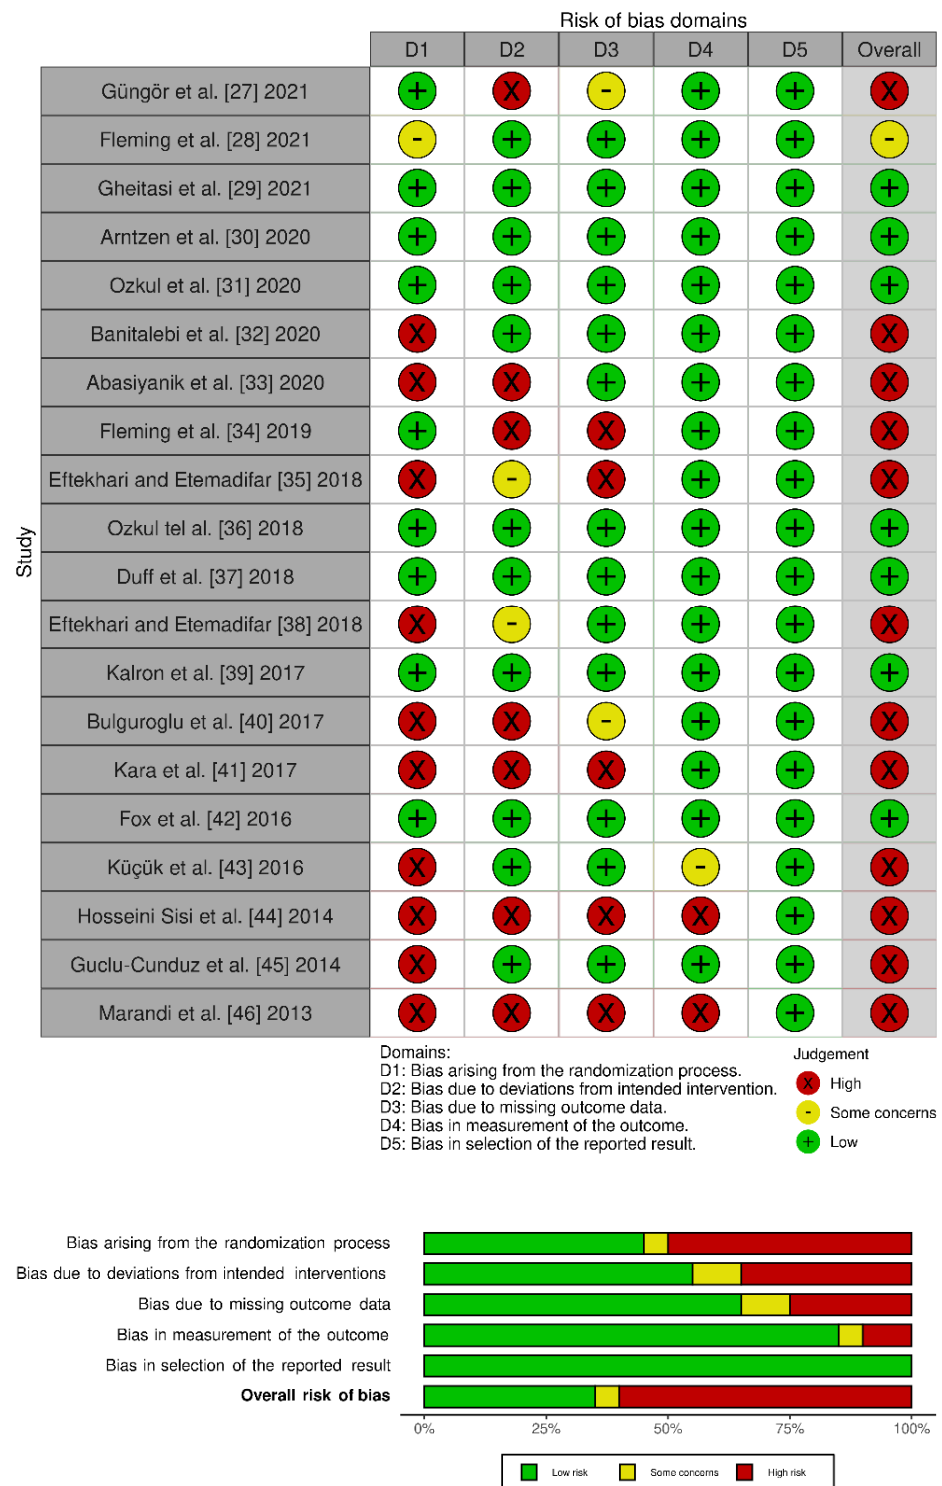 Risk of bias domains
D1 D2 D3 D4 D5 Overall
Study
Güngör et al. [27] 2021 + X - + + X
Fleming et al. [28] 2021 - + + + + -
Gheitasi et al. [29] 2021 + + + + + +
Arntzen et al. [30] 2020 + + + + + +
Ozkul et al. [31] 2020 + + + + + +
Banitalebi et al. [32] 2020 X + + + + X
Abasiyanik et al. [33] 2020 X X + + + X
Fleming et al. [34] 2019 + X X + + X
Eftekhari and Etemadifar [35] 2018 X - X + + X
Ozkul tel al. [36] 2018 + + + + + +
Duff et al. [37] 2018 + + + + + +
Eftekhari and Etemadifar [38] 2018 X - + + + X
Kalron et al. [39] 2017 + + + + + +
Bulguroglu et al. [40] 2017 X X - + + X
Kara et al. [41] 2017 X X X + + X
Fox et al. [42] 2016 + + + + + +
Küçük et al. [43] 2016 X + + - + X
Hosseini Sisi et al. [44] 2014 X X X X + X
Guclu-Cunduz et al. [45] 2014 X + + + + X
Marandi et al. [46] 2013 X X X X + X
Domains:
D1: Bias arising from the randomization process.
D2: Bias due to deviations from intended intervention.
D3: Bias due to missing outcome data.
D4: Bias in measurement of the outcome.
D5: Bias in selection of the reported result.
Judgement
X High
- Some concerns
+ Low
Bias arising from the randomization process
Bias due to deviations from intended interventions
Bias due to missing outcome data
Bias in measurement of the outcome
Bias in selection of the reported result
Overall risk of bias
0% 25% 50% 75% 100%
Low risk Some concerns High risk